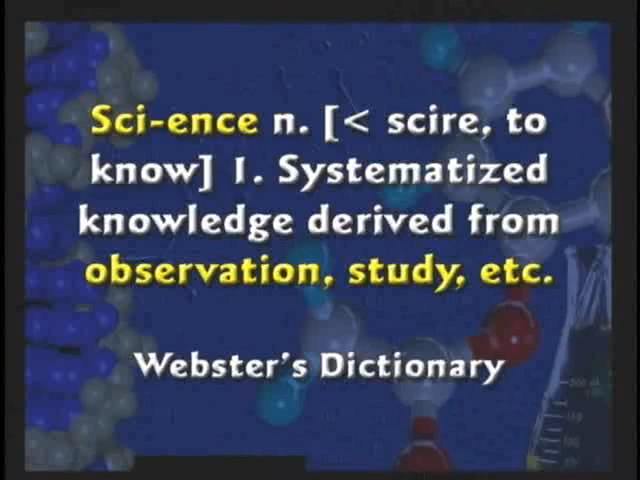 Sci-ence n. [< scire, to
know] 1. Systematized
knowledge derived from
observation, study, etc.
Webster's Dictionary